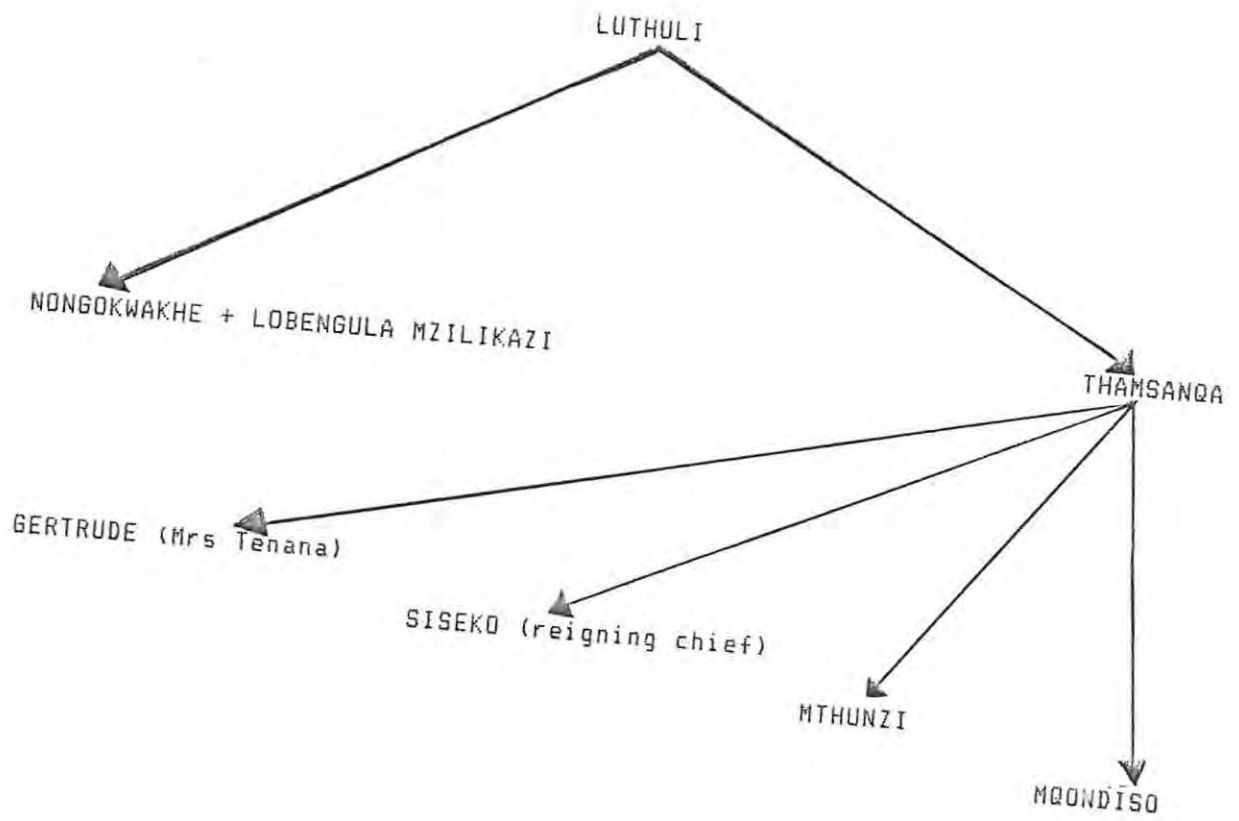 LUTHULI
NONGOKWAKHE + LOBENGULA MZILIKAZI
THAMSANQA
GERTRUDE (Mrs Tenana)
SISEKO (reigning chief)
MTHUNZI
MQONDISO